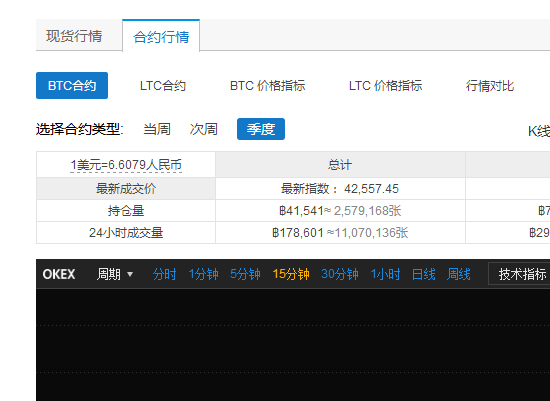 现货行情 合约行情
BTC合约 LTC合约 BTC 价格指标 LTC 价格指标 行情对比
选择合约类型: 当周 次周 季度 K线
1美元=6.6079人民币 总计
最新成交价 最新指数： 42,557.45
持仓量 ฿41,541≈ 2,579,168张 ฿7
24小时成交量 ฿178,601 ≈11,070,136张 ฿29
OKEX 周期 分时 1分钟 5分钟 15分钟 30分钟 1小时 日线 周线 技术指标